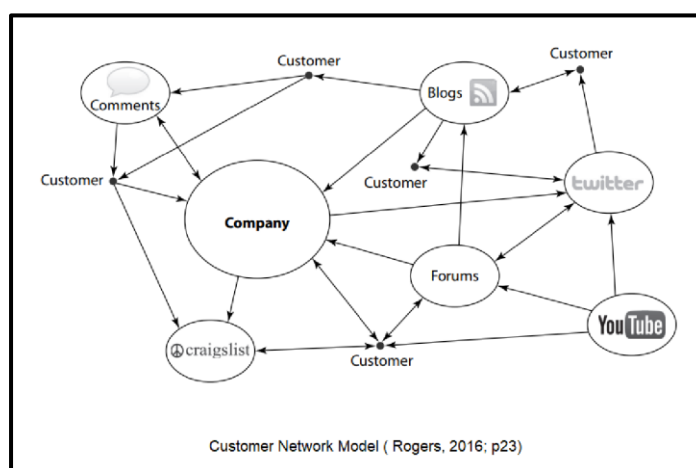 Customer
Customer
Comments
Blogs
Customer
Customer
twitter
Company
Forums
YouTube
craigslist
Customer
Customer Network Model ( Rogers, 2016; p23)